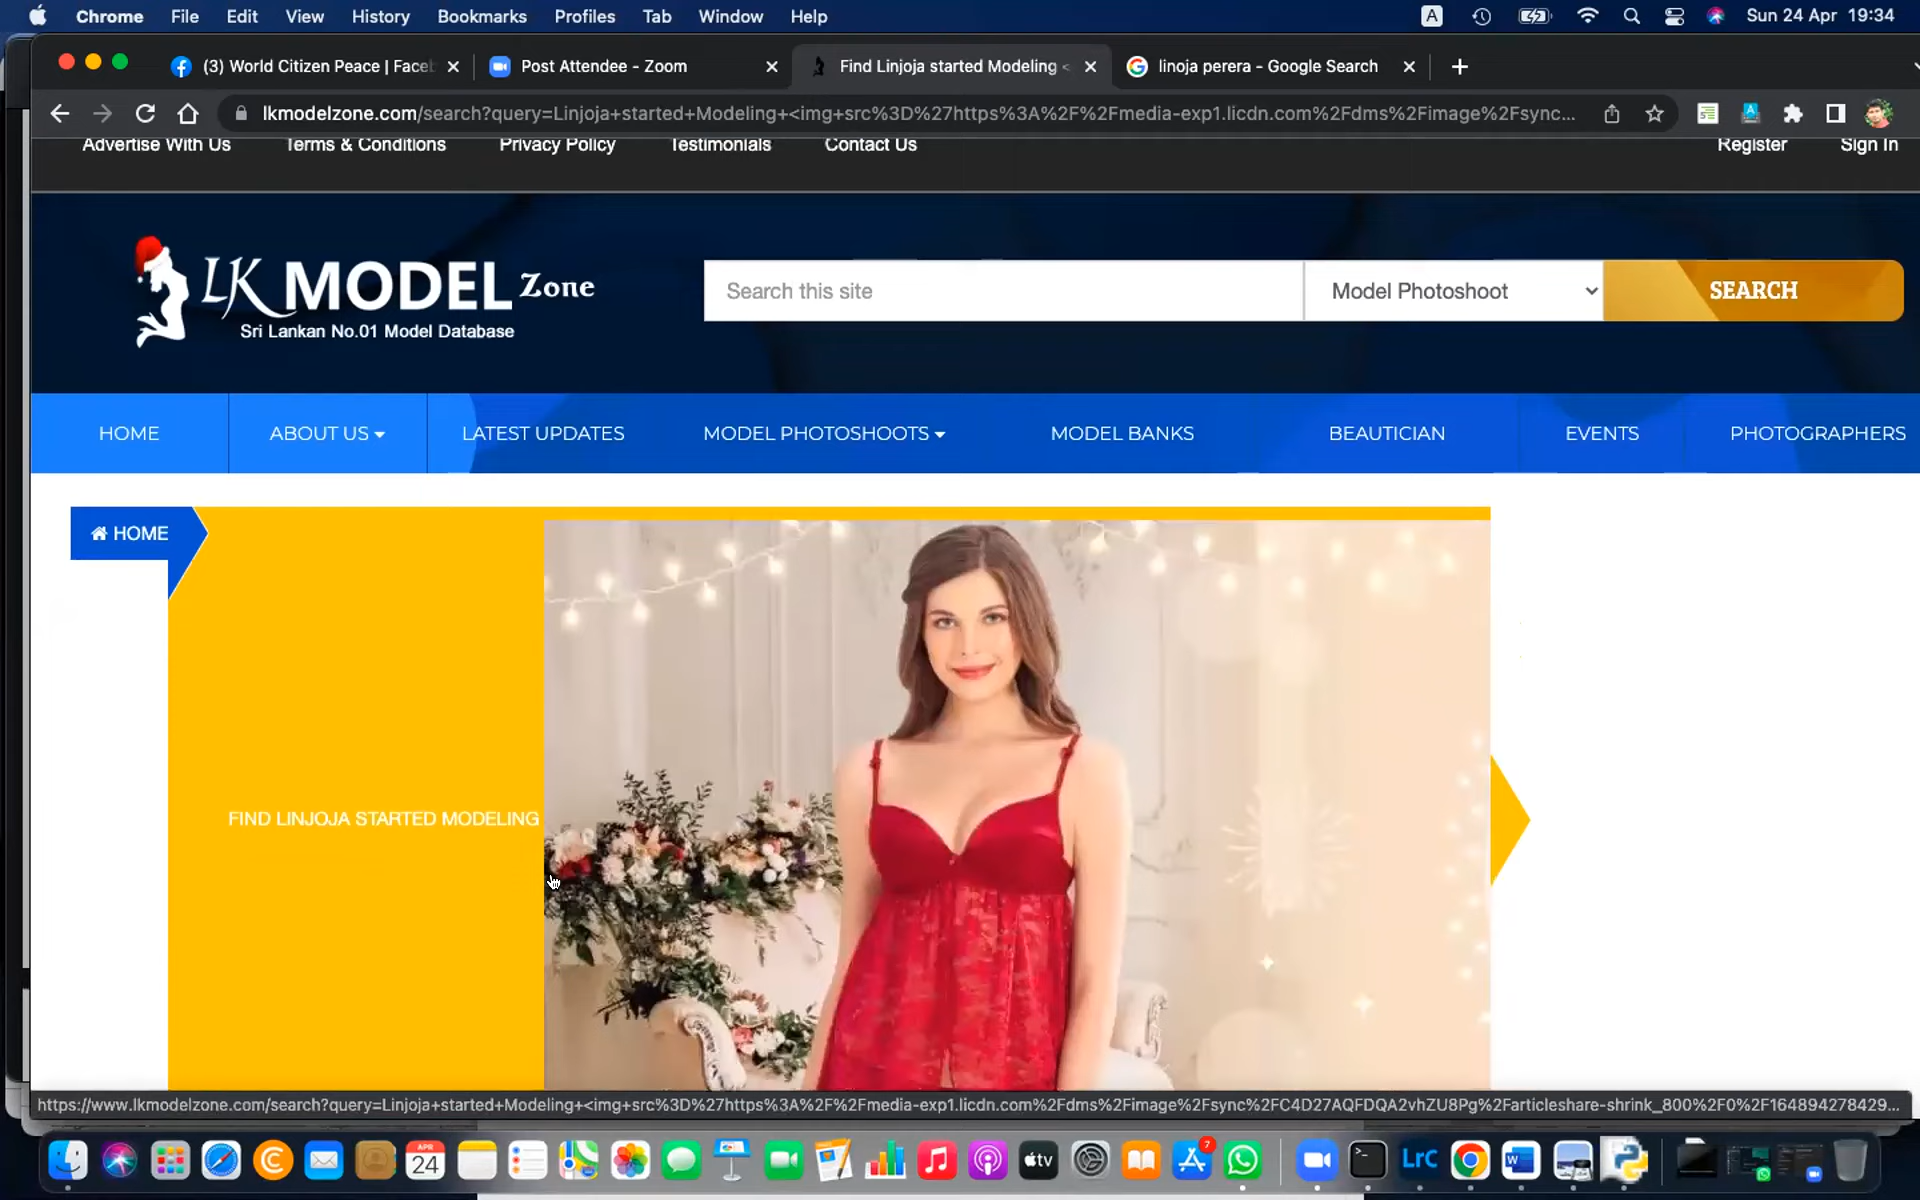 Chrome File Edit View History Bookmarks Profiles Tab Window Help A Sun 24 Apr 19:34
(3) World Citizen Peace | Faceb Post Attendee - Zoom Find Linjoja started Modeling < linoja perera - Google Search
lkmodelzone.com/search?query=Linjoja+started+Modeling+<img+src%3D%27https%3A%2F%2Fmedia-exp1.licdn.com%2Fdms%2Fimage%2Fsync...
Advertise With Us Terms & Conditions Privacy Policy Testimonials Contact Us Register Sign In
LK MODEL Zone
Sri Lankan No.01 Model Database
Search this site Model Photoshoot SEARCH
HOME ABOUT US LATEST UPDATES MODEL PHOTOSHOOTS MODEL BANKS BEAUTICIAN EVENTS PHOTOGRAPHERS
HOME
FIND LINJOJA STARTED MODELING
https://www.lkmodelzone.com/search?query=Linjoja+started+Modeling+<img+src%3D%27https%3A%2F%2Fmedia-exp1.licdn.com%2Fdms%2Fimage%2Fsync%2FC4D27AQFDQA2vhZU8Pg%2Farticleshare-shrink_800%2F0%2F164894278429...
APR
24
tv
7
LrC
W